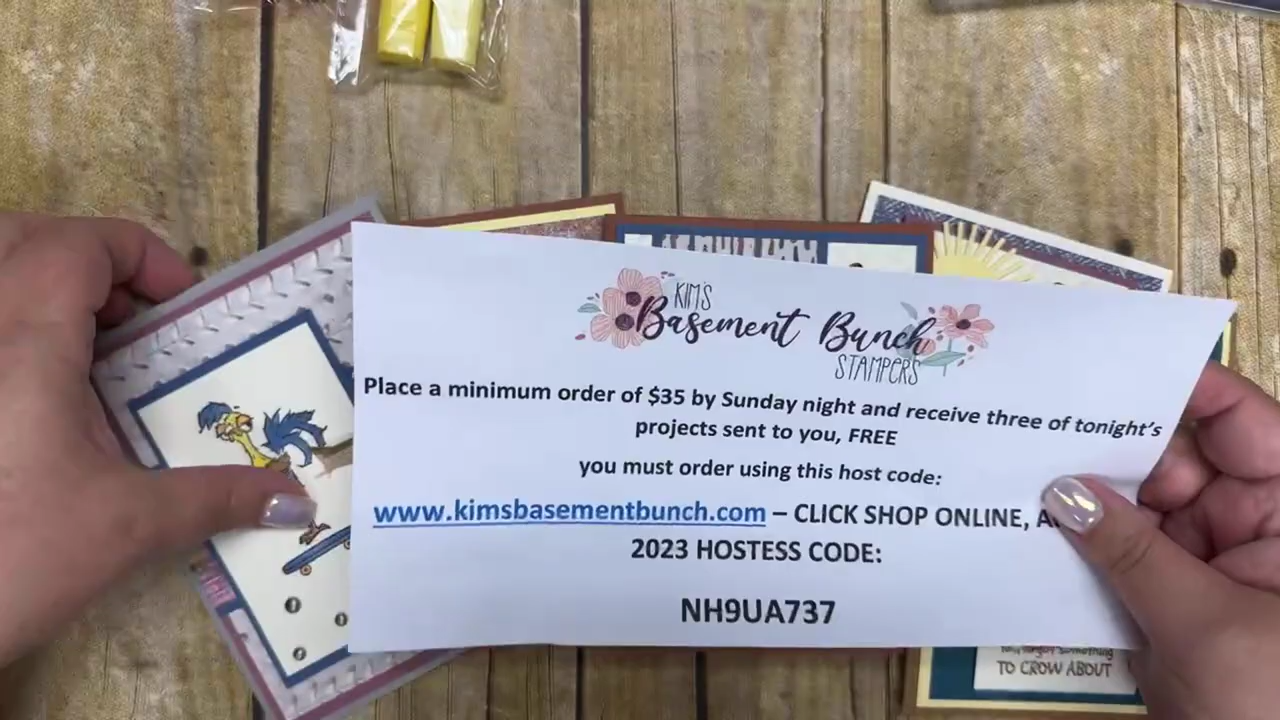 KIM'S
Basement Bunch
STAMPERS
Place a minimum order of $35 by Sunday night and receive three of tonight's
projects sent to you, FREE
you must order using this host code:
www.kimsbasementbunch.com – CLICK SHOP ONLINE,
2023 HOSTESS CODE:
NH9UA737
something
TO CROW ABOUT